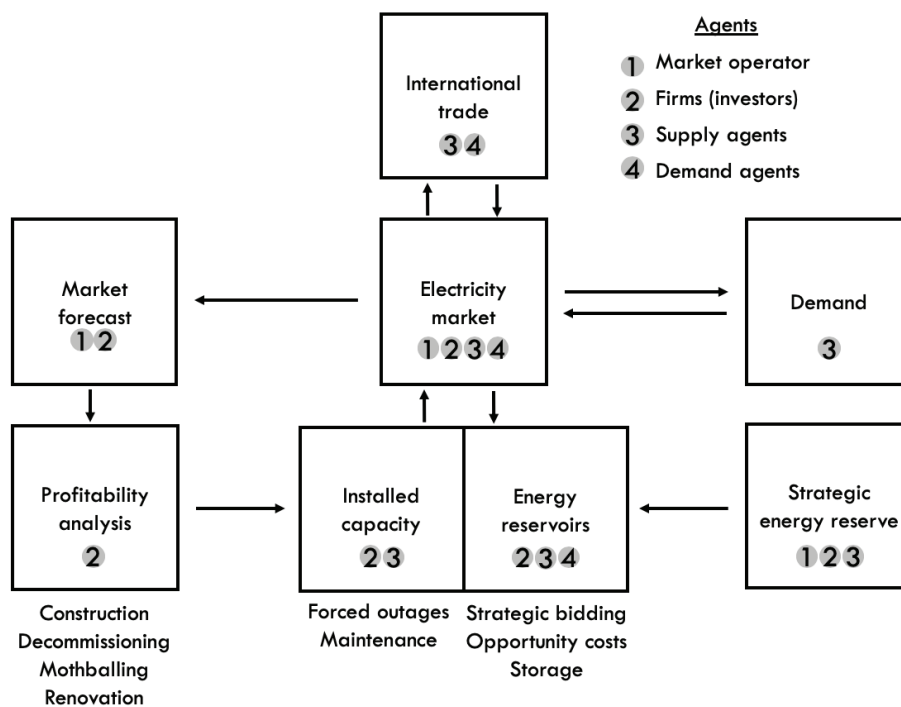 Agents
1 Market operator
2 Firms (investors)
3 Supply agents
4 Demand agents
International
trade
3 4
Market
forecast
1 2
Electricity
market
1 2 3 4
Demand
3
Profitability
analysis
2
Installed
capacity
2 3
Energy
reservoirs
2 3 4
Strategic
energy reserve
1 2 3
Construction
Decommissioning
Mothballing
Renovation
Forced outages
Maintenance
Strategic bidding
Opportunity costs
Storage